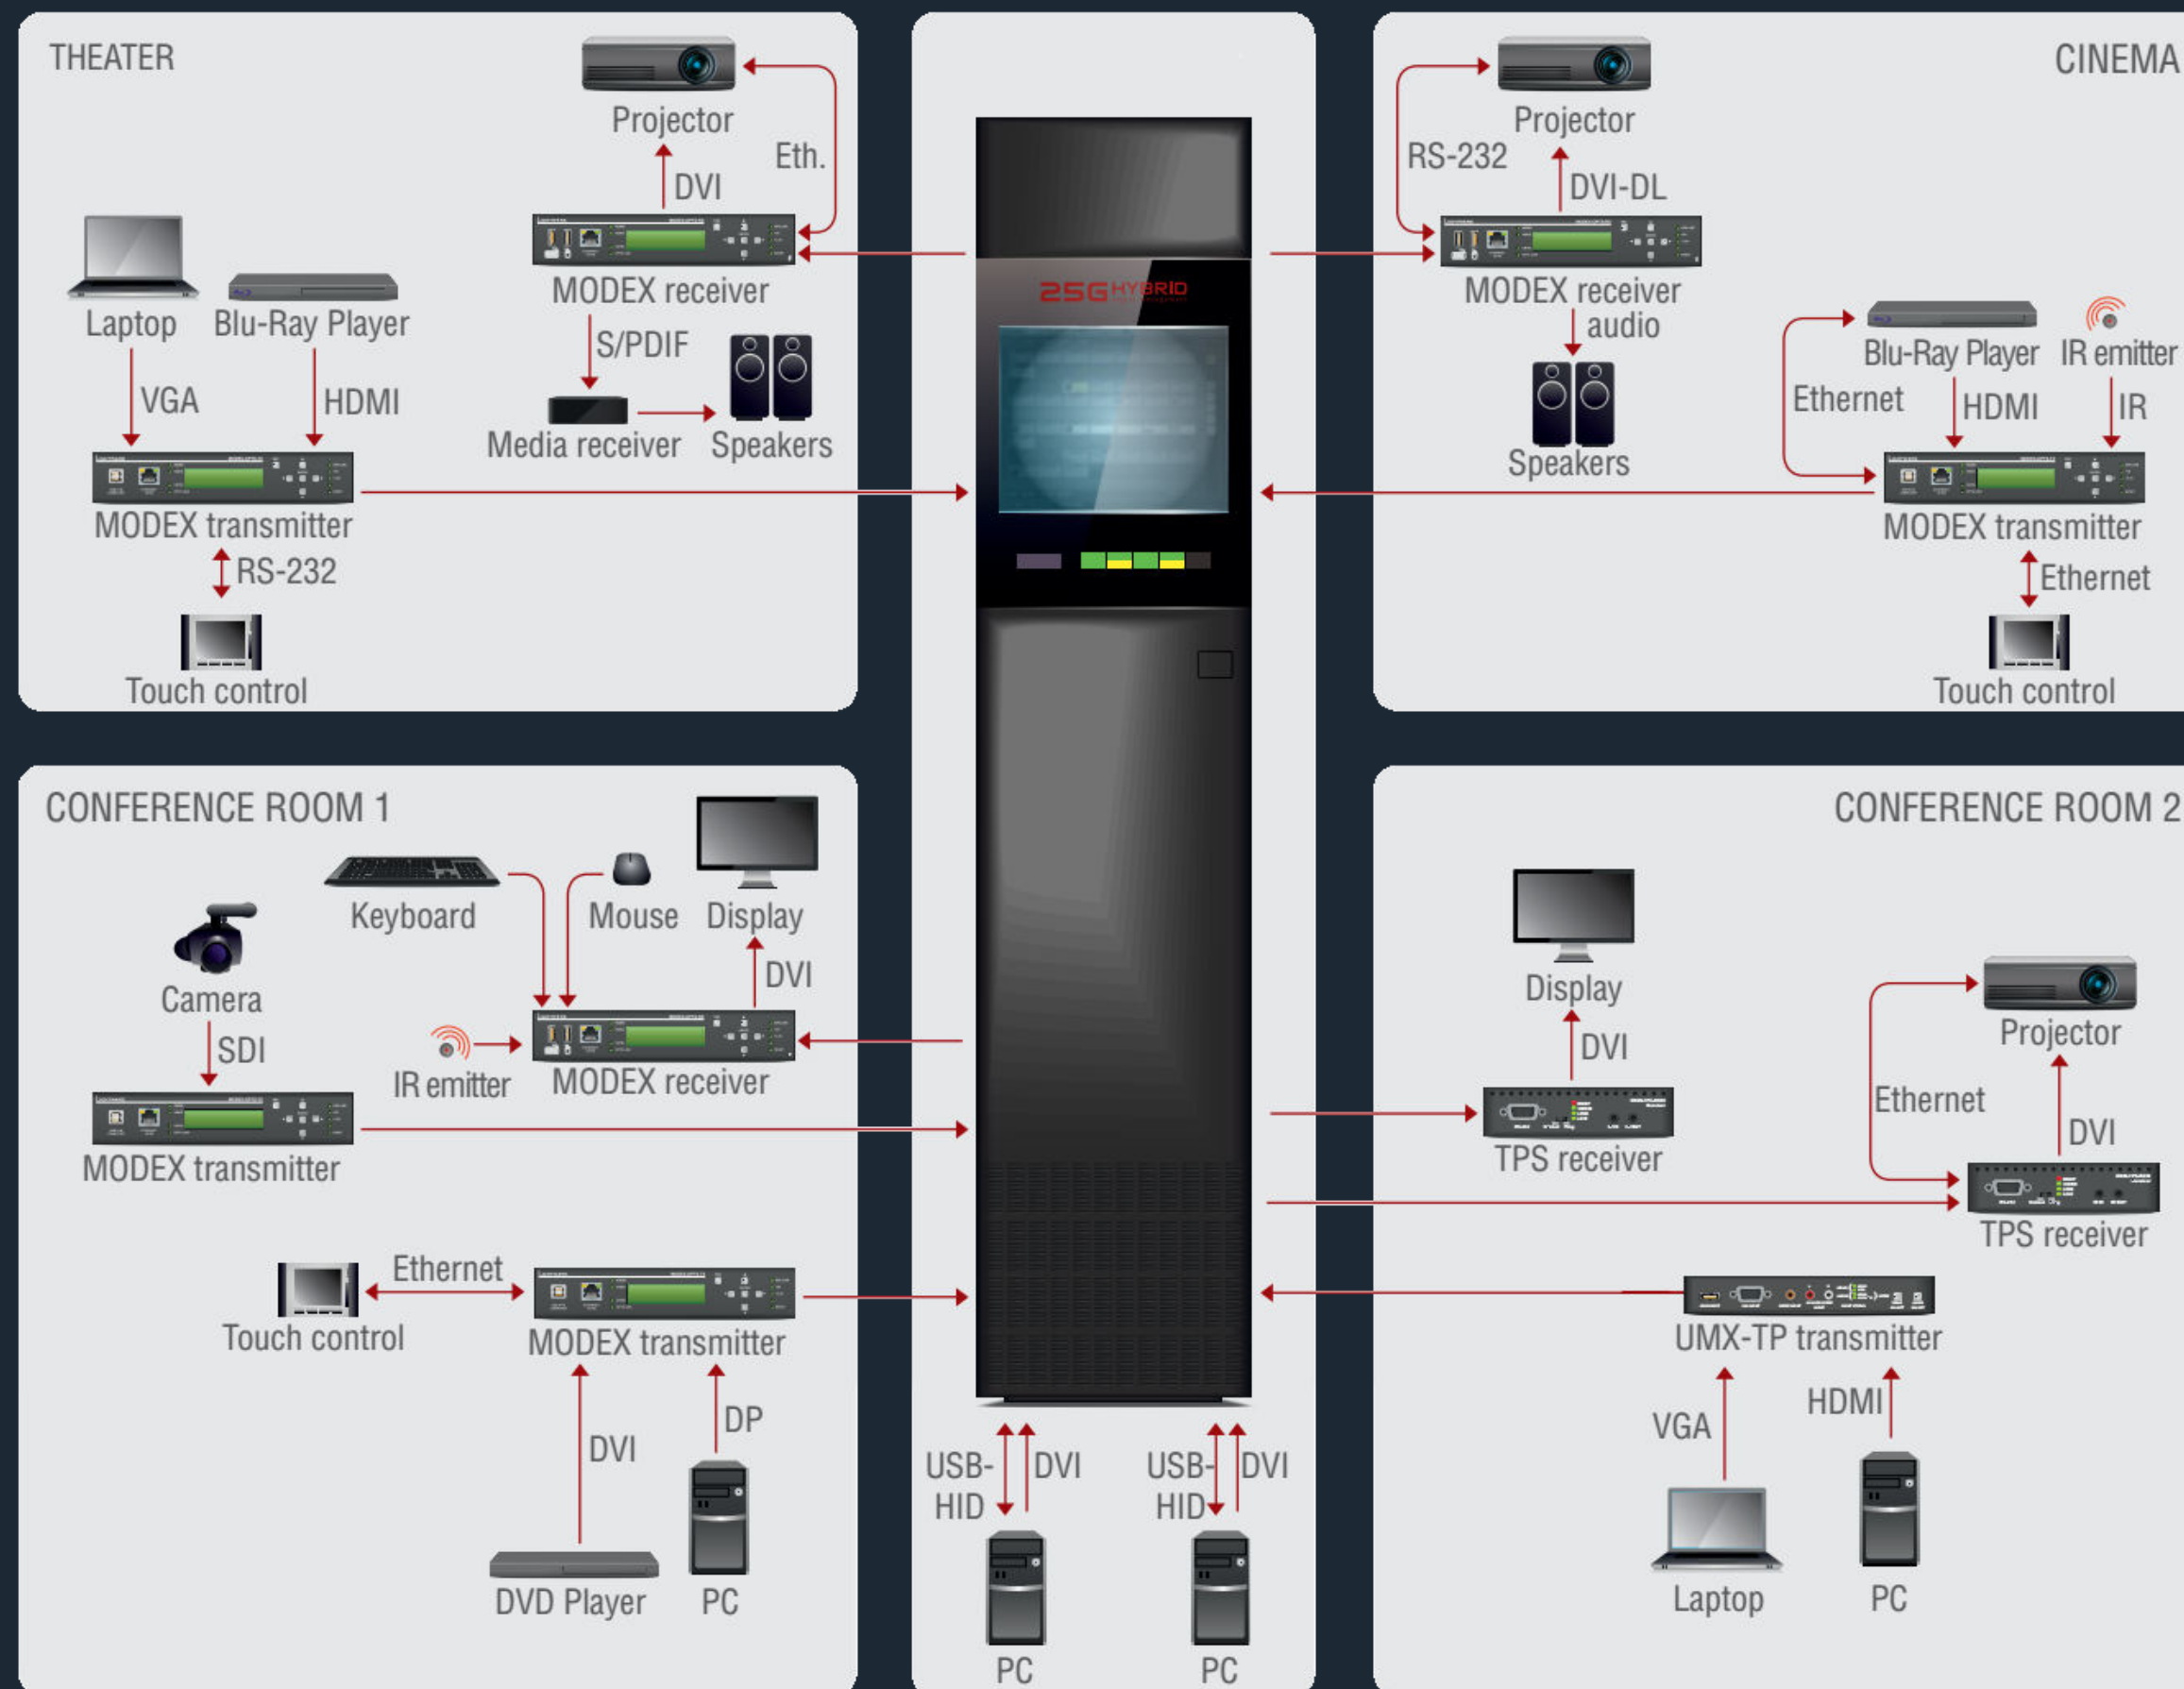 THEATER
Projector
Eth.
DVI
MODEX receiver
Laptop
Blu-Ray Player
S/PDIF
VGA
HDMI
Media receiver
Speakers
MODEX transmitter
RS-232
Touch control
25G HYBRID
CINEMA
Projector
RS-232
DVI-DL
MODEX receiver
audio
Speakers
Blu-Ray Player
IR emitter
Ethernet
HDMI
IR
MODEX transmitter
Ethernet
Touch control
CONFERENCE ROOM 1
Keyboard
Mouse
Display
DVI
Camera
SDI
IR emitter
MODEX receiver
MODEX transmitter
Ethernet
Touch control
MODEX transmitter
DVI
DP
DVD Player
PC
USB-
HID
DVI
USB-
HID
DVI
PC
PC
CONFERENCE ROOM 2
Display
DVI
TPS receiver
Projector
Ethernet
DVI
TPS receiver
UMX-TP transmitter
VGA
HDMI
Laptop
PC